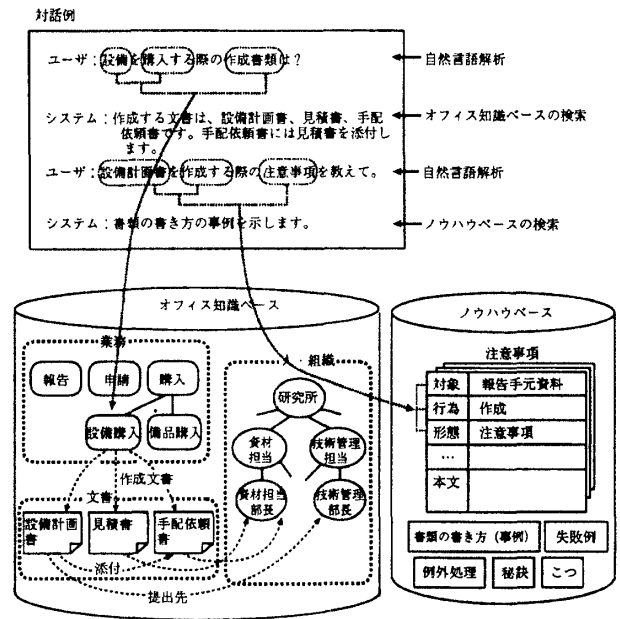 対話例
ユーザ：設備を購入する際の作成書類は？
自然言語解析
システム：作成する文書は、設備計画書、見積書、手配
依頼書です。手配依頼書には見積書を添付し
ます。
オフィス知識ベースの検索
ユーザ：設備計画書を作成する際の注意事項を教えて。
自然言語解析
システム：書類の書き方の事例を示します。
ノウハウベースの検索
オフィス知識ベース
業務
報告
申請
購入
設備購入
備品購入
作成文書
文書
設備計画
書
見積書
手配依頼
書
添付
提出先
人・組織
研究所
資材
担当
技術管理
担当
資材担当
部長
技術管理
部長
ノウハウベース
注意事項
対象 報告手元資料
行為 作成
形態 注意事項
…
本文
書類の書き方（事例）
失敗例
例外処理
秘訣
こつ